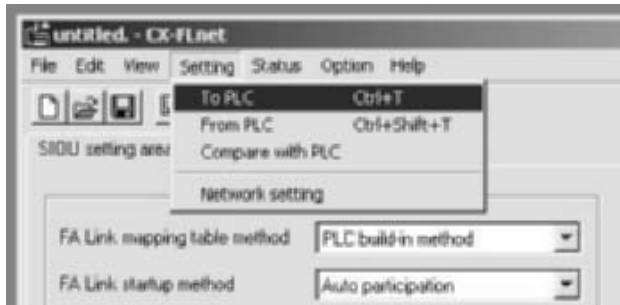 untitled. - CX-FLnet
File Edit View Setting Status Option Help
To PLC Ctrl+T
From PLC Ctrl+Shift+T
Compare with PLC
Network setting
SIOU setting area
FA Link mapping table method PLC build-in method
FA Link startup method Auto participation